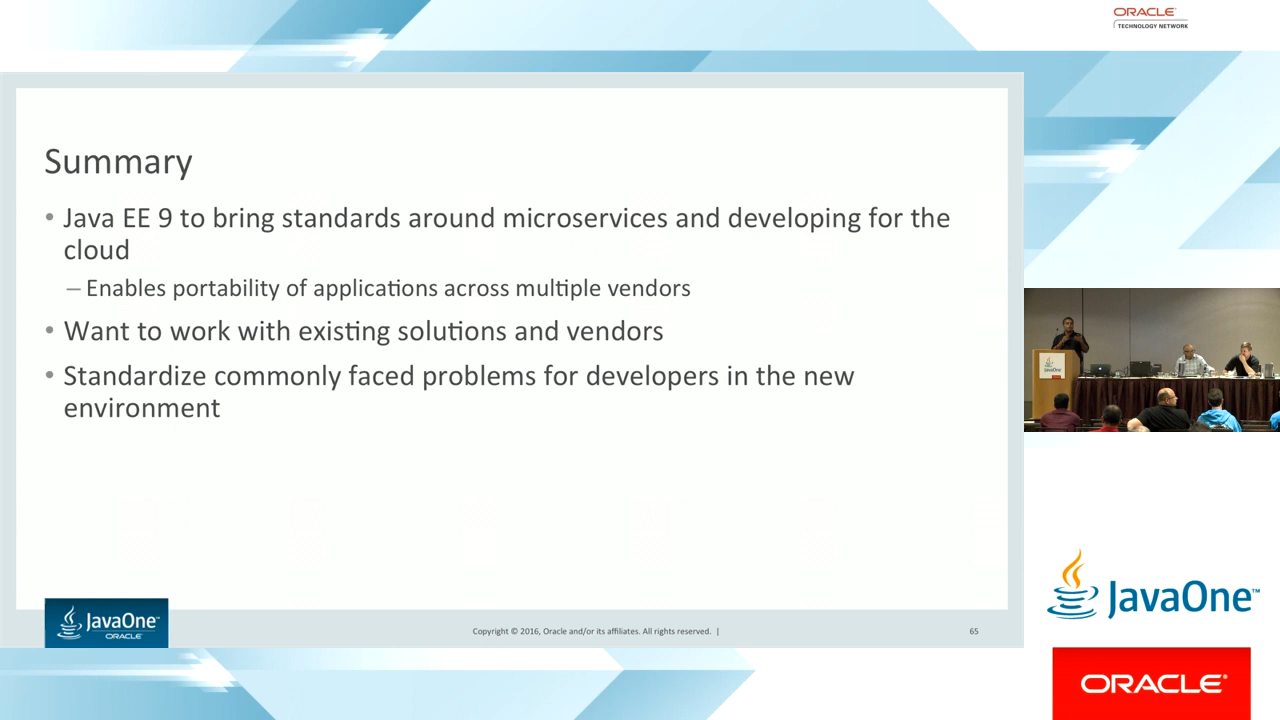 ORACLE
TECHNOLOGY NETWORK
Summary
• Java EE 9 to bring standards around microservices and developing for the
cloud
– Enables portability of applications across multiple vendors
• Want to work with existing solutions and vendors
• Standardize commonly faced problems for developers in the new
environment
JavaOne™
ORACLE
Copyright © 2016, Oracle and/or its affiliates. All rights reserved. |
65
JavaOne
JavaOne™
ORACLE®